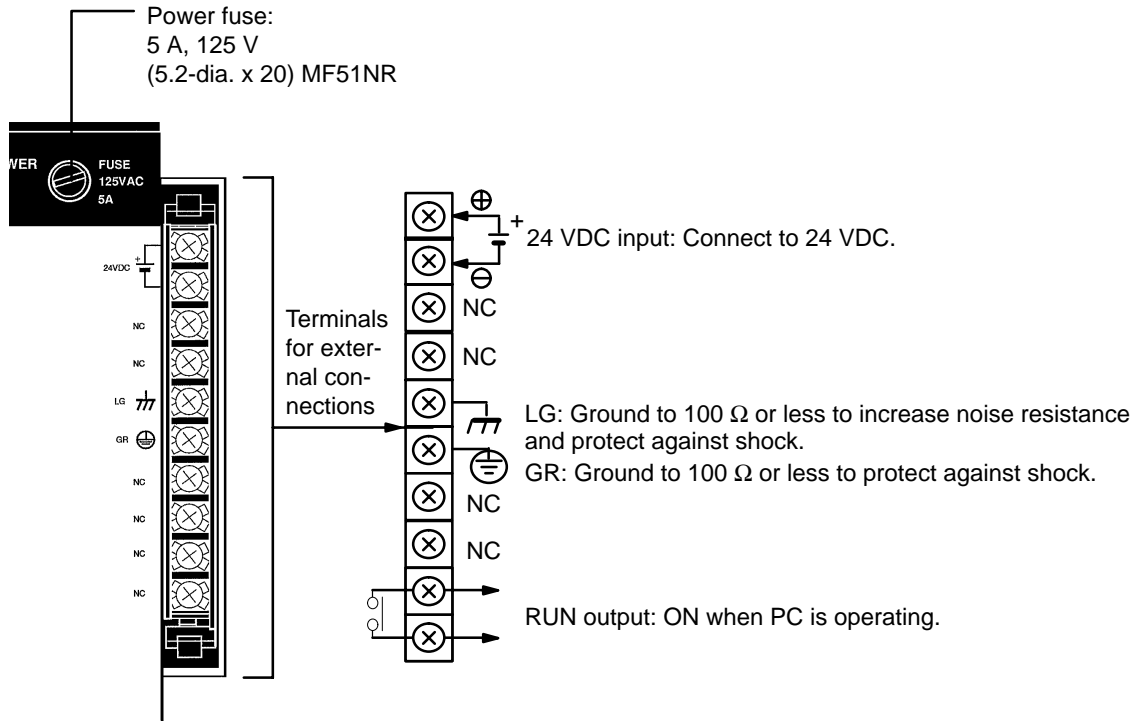 Power fuse:
5 A, 125 V
(5.2-dia. x 20) MF51NR
WER
FUSE
125VAC
5A
24VDC
+
NC
NC
LG
GR
NC
NC
NC
NC
Terminals
for exter-
nal con-
nections
⊕
+
24 VDC input: Connect to 24 VDC.
⊖
NC
NC
LG: Ground to 100 Ω or less to increase noise resistance
and protect against shock.
GR: Ground to 100 Ω or less to protect against shock.
NC
NC
RUN output: ON when PC is operating.